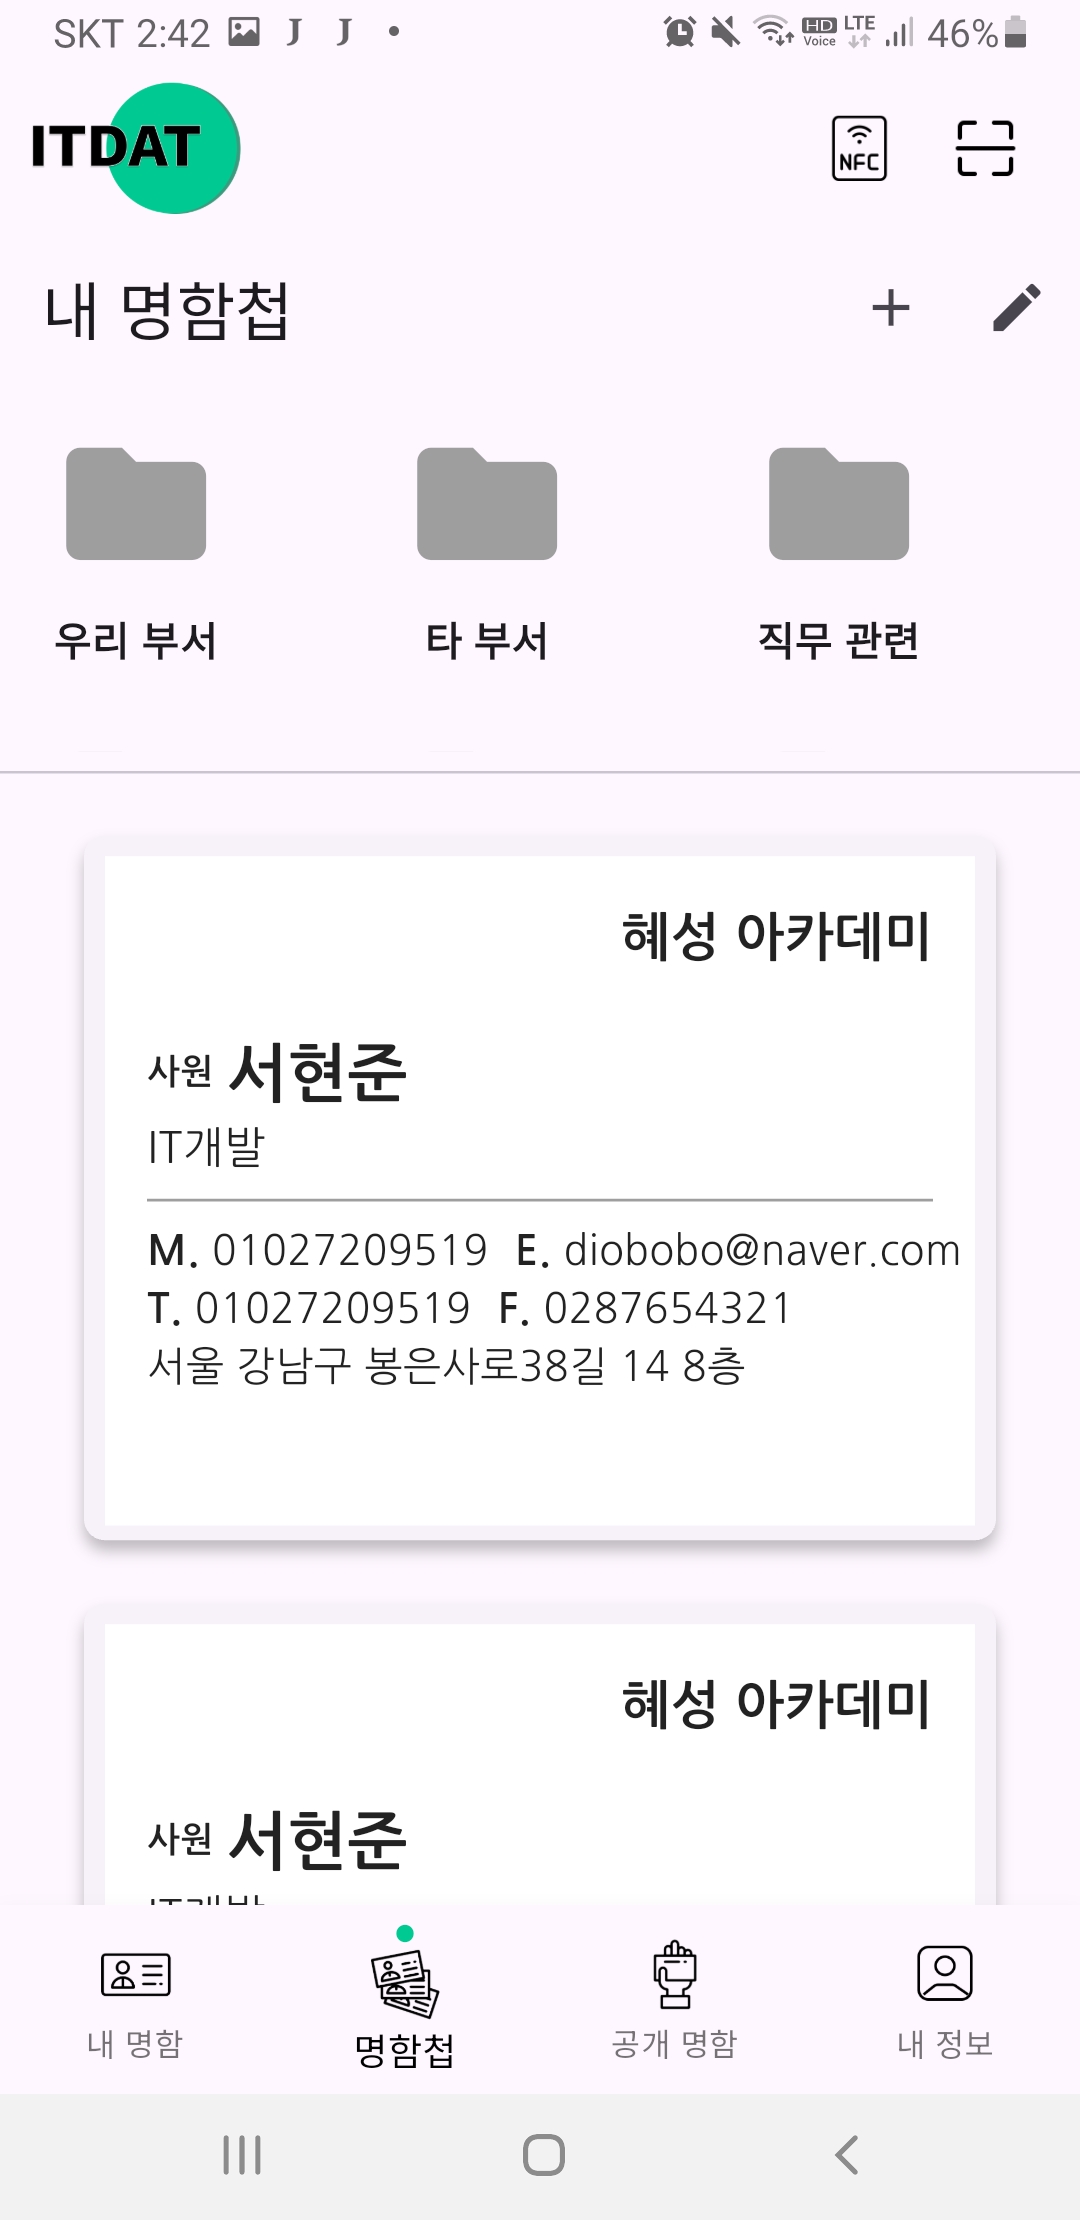 SKT 2:42 J J HD Voice LTE 46%
ITDAT
NFC
내 명함첩
우리 부서 타 부서 직무 관련
혜성 아카데미
사원 서현준
IT개발
M. 01027209519 E. diobobo@naver.com
T. 01027209519 F. 0287654321
서울 강남구 봉은사로38길 14 8층
혜성 아카데미
사원 서현준
IT개발
내 명함 명함첩 공개 명함 내 정보